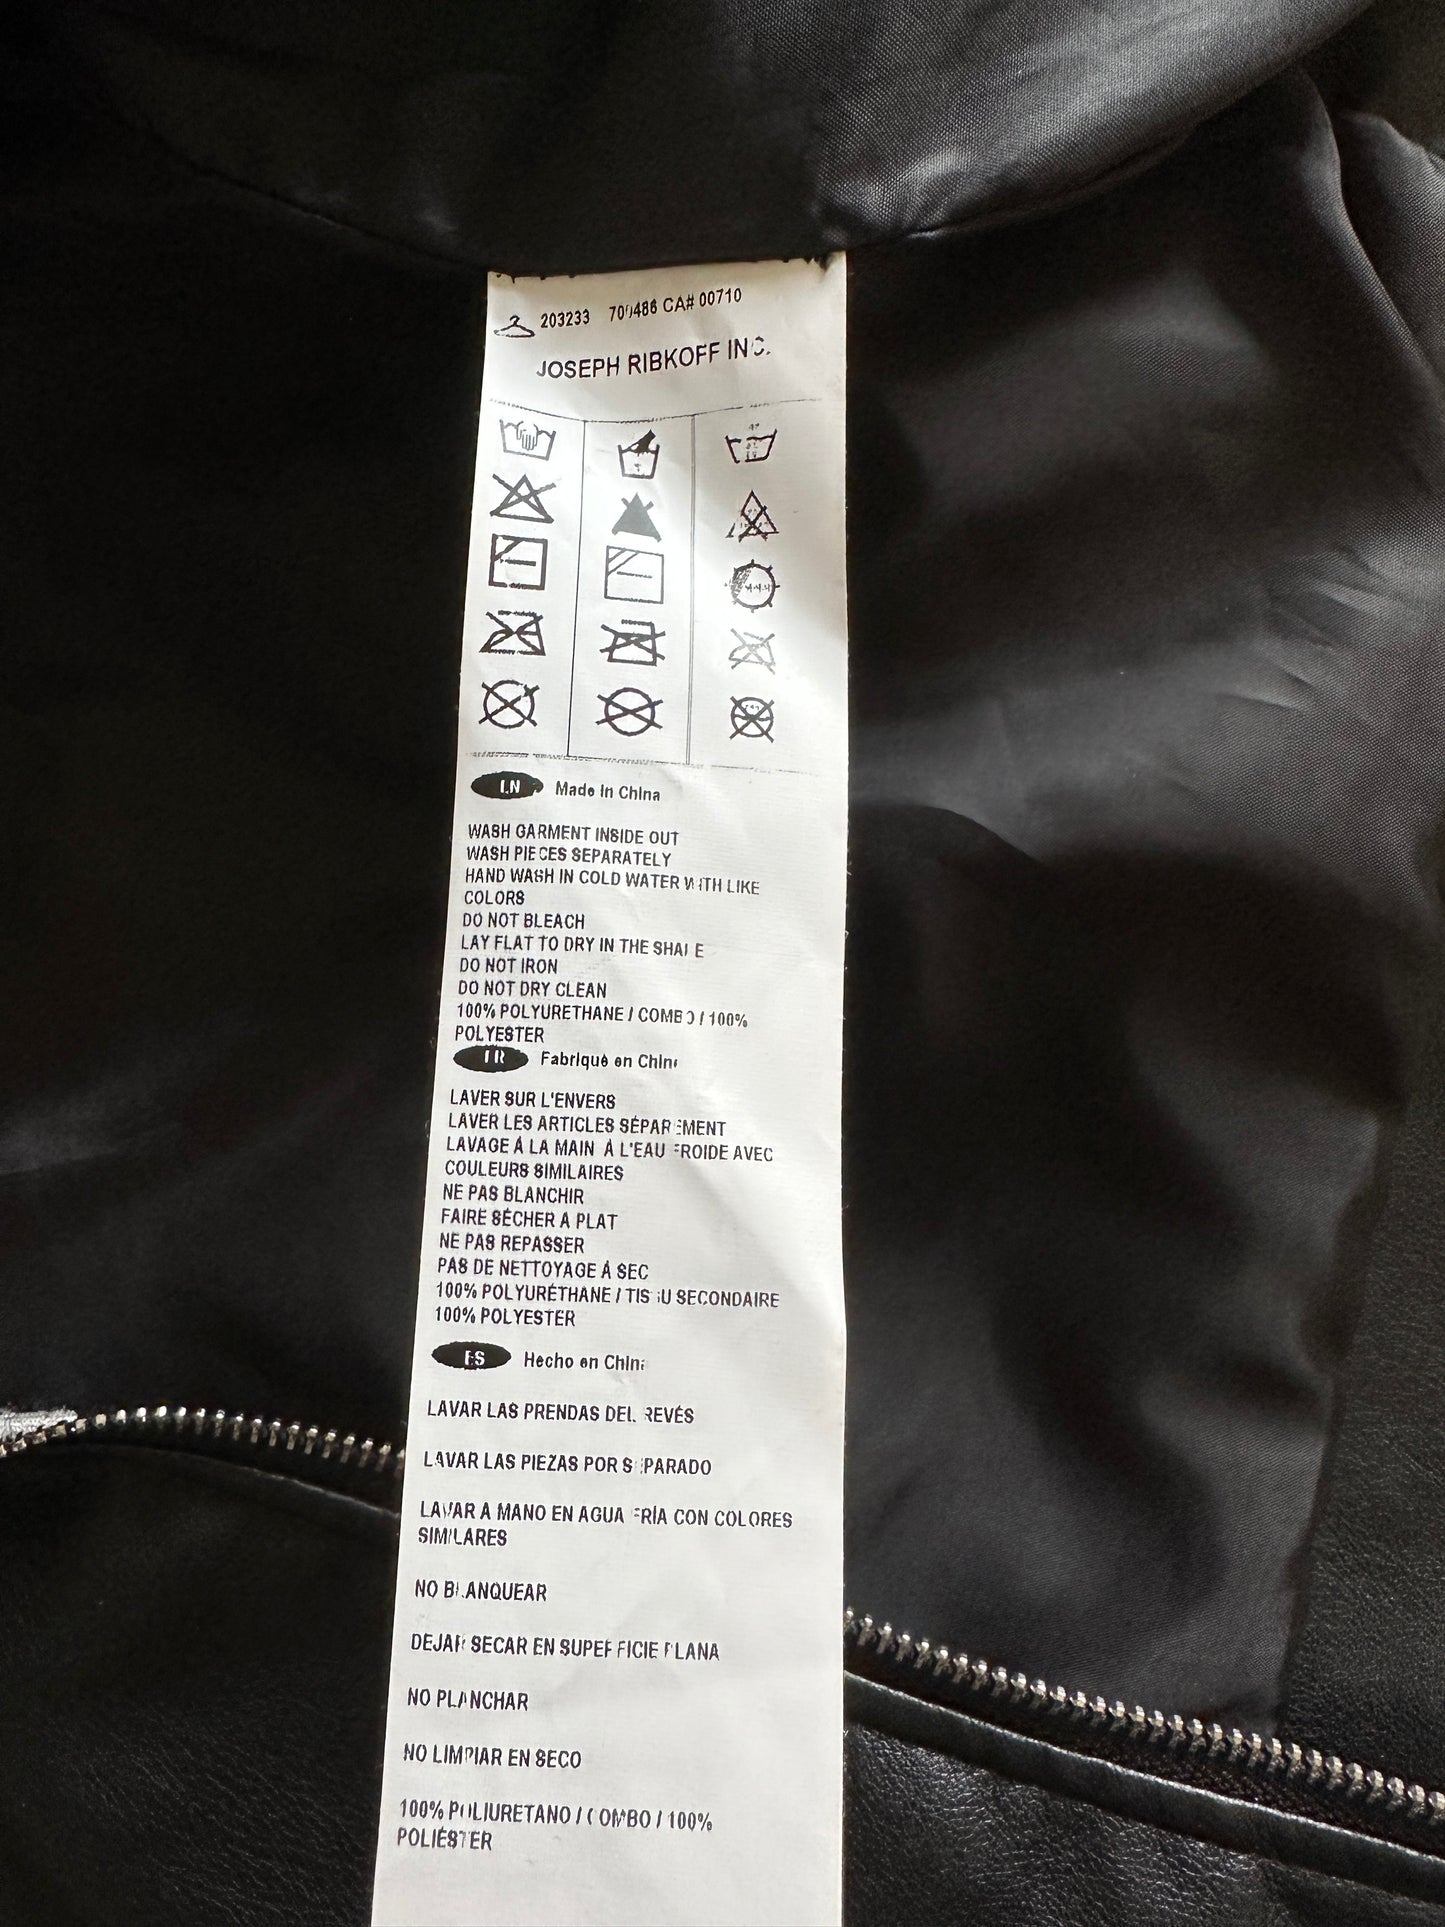 203233 700486 CA# 00710
JOSEPH RIBKOFF INC.
EN Made in China
WASH GARMENT INSIDE OUT
WASH PIECES SEPARATELY
HAND WASH IN COLD WATER WITH LIKE
COLORS
DO NOT BLEACH
LAY FLAT TO DRY IN THE SHADE
DO NOT IRON
DO NOT DRY CLEAN
100% POLYURETHANE / COMBO / 100%
POLYESTER
FR Fabriqué en Chine
LAVER SUR L'ENVERS
LAVER LES ARTICLES SÉPAREMENT
LAVAGE À LA MAIN À L'EAU FROIDE AVEC
COULEURS SIMILAIRES
NE PAS BLANCHIR
FAIRE SÉCHER A PLAT
NE PAS REPASSER
PAS DE NETTOYAGE À SEC
100% POLYURÉTHANE / TISSU SECONDAIRE
100% POLYESTER
ES Hecho en China
LAVAR LAS PRENDAS DEL REVÉS
LAVAR LAS PIEZAS POR SEPARADO
LAVAR A MANO EN AGUA FRÍA CON COLORES
SIMILARES
NO BLANQUEAR
DEJAR SECAR EN SUPERFICIE PLANA
NO PLANCHAR
NO LIMPIAR EN SECO
100% POLIURETANO / COMBO / 100%
POLIÉSTER